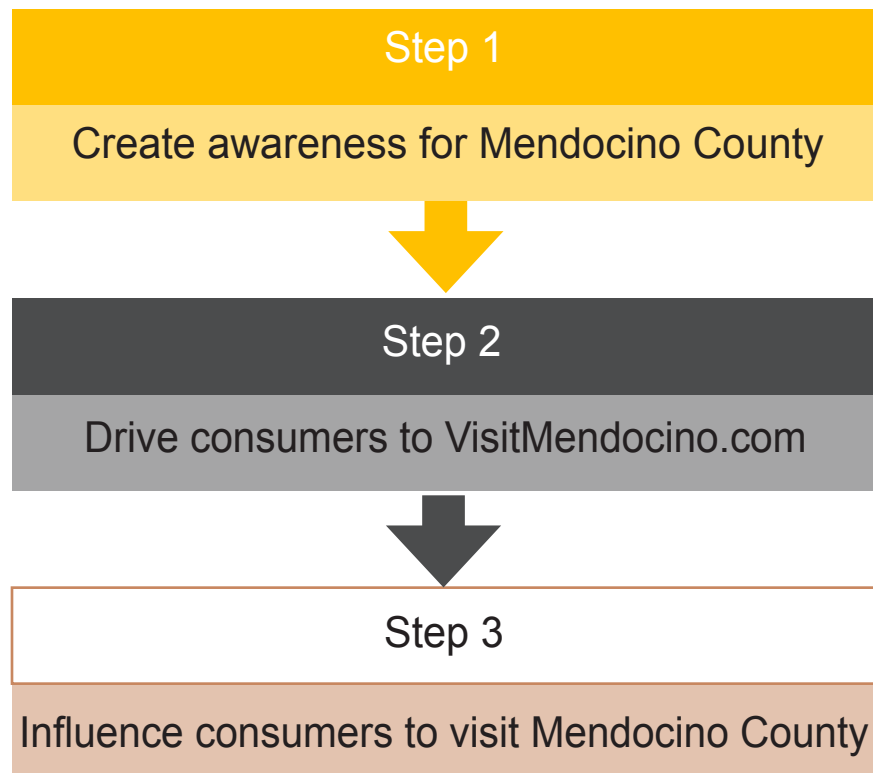 Step 1
Create awareness for Mendocino County
Step 2
Drive consumers to VisitMendocino.com
Step 3
Influence consumers to visit Mendocino County